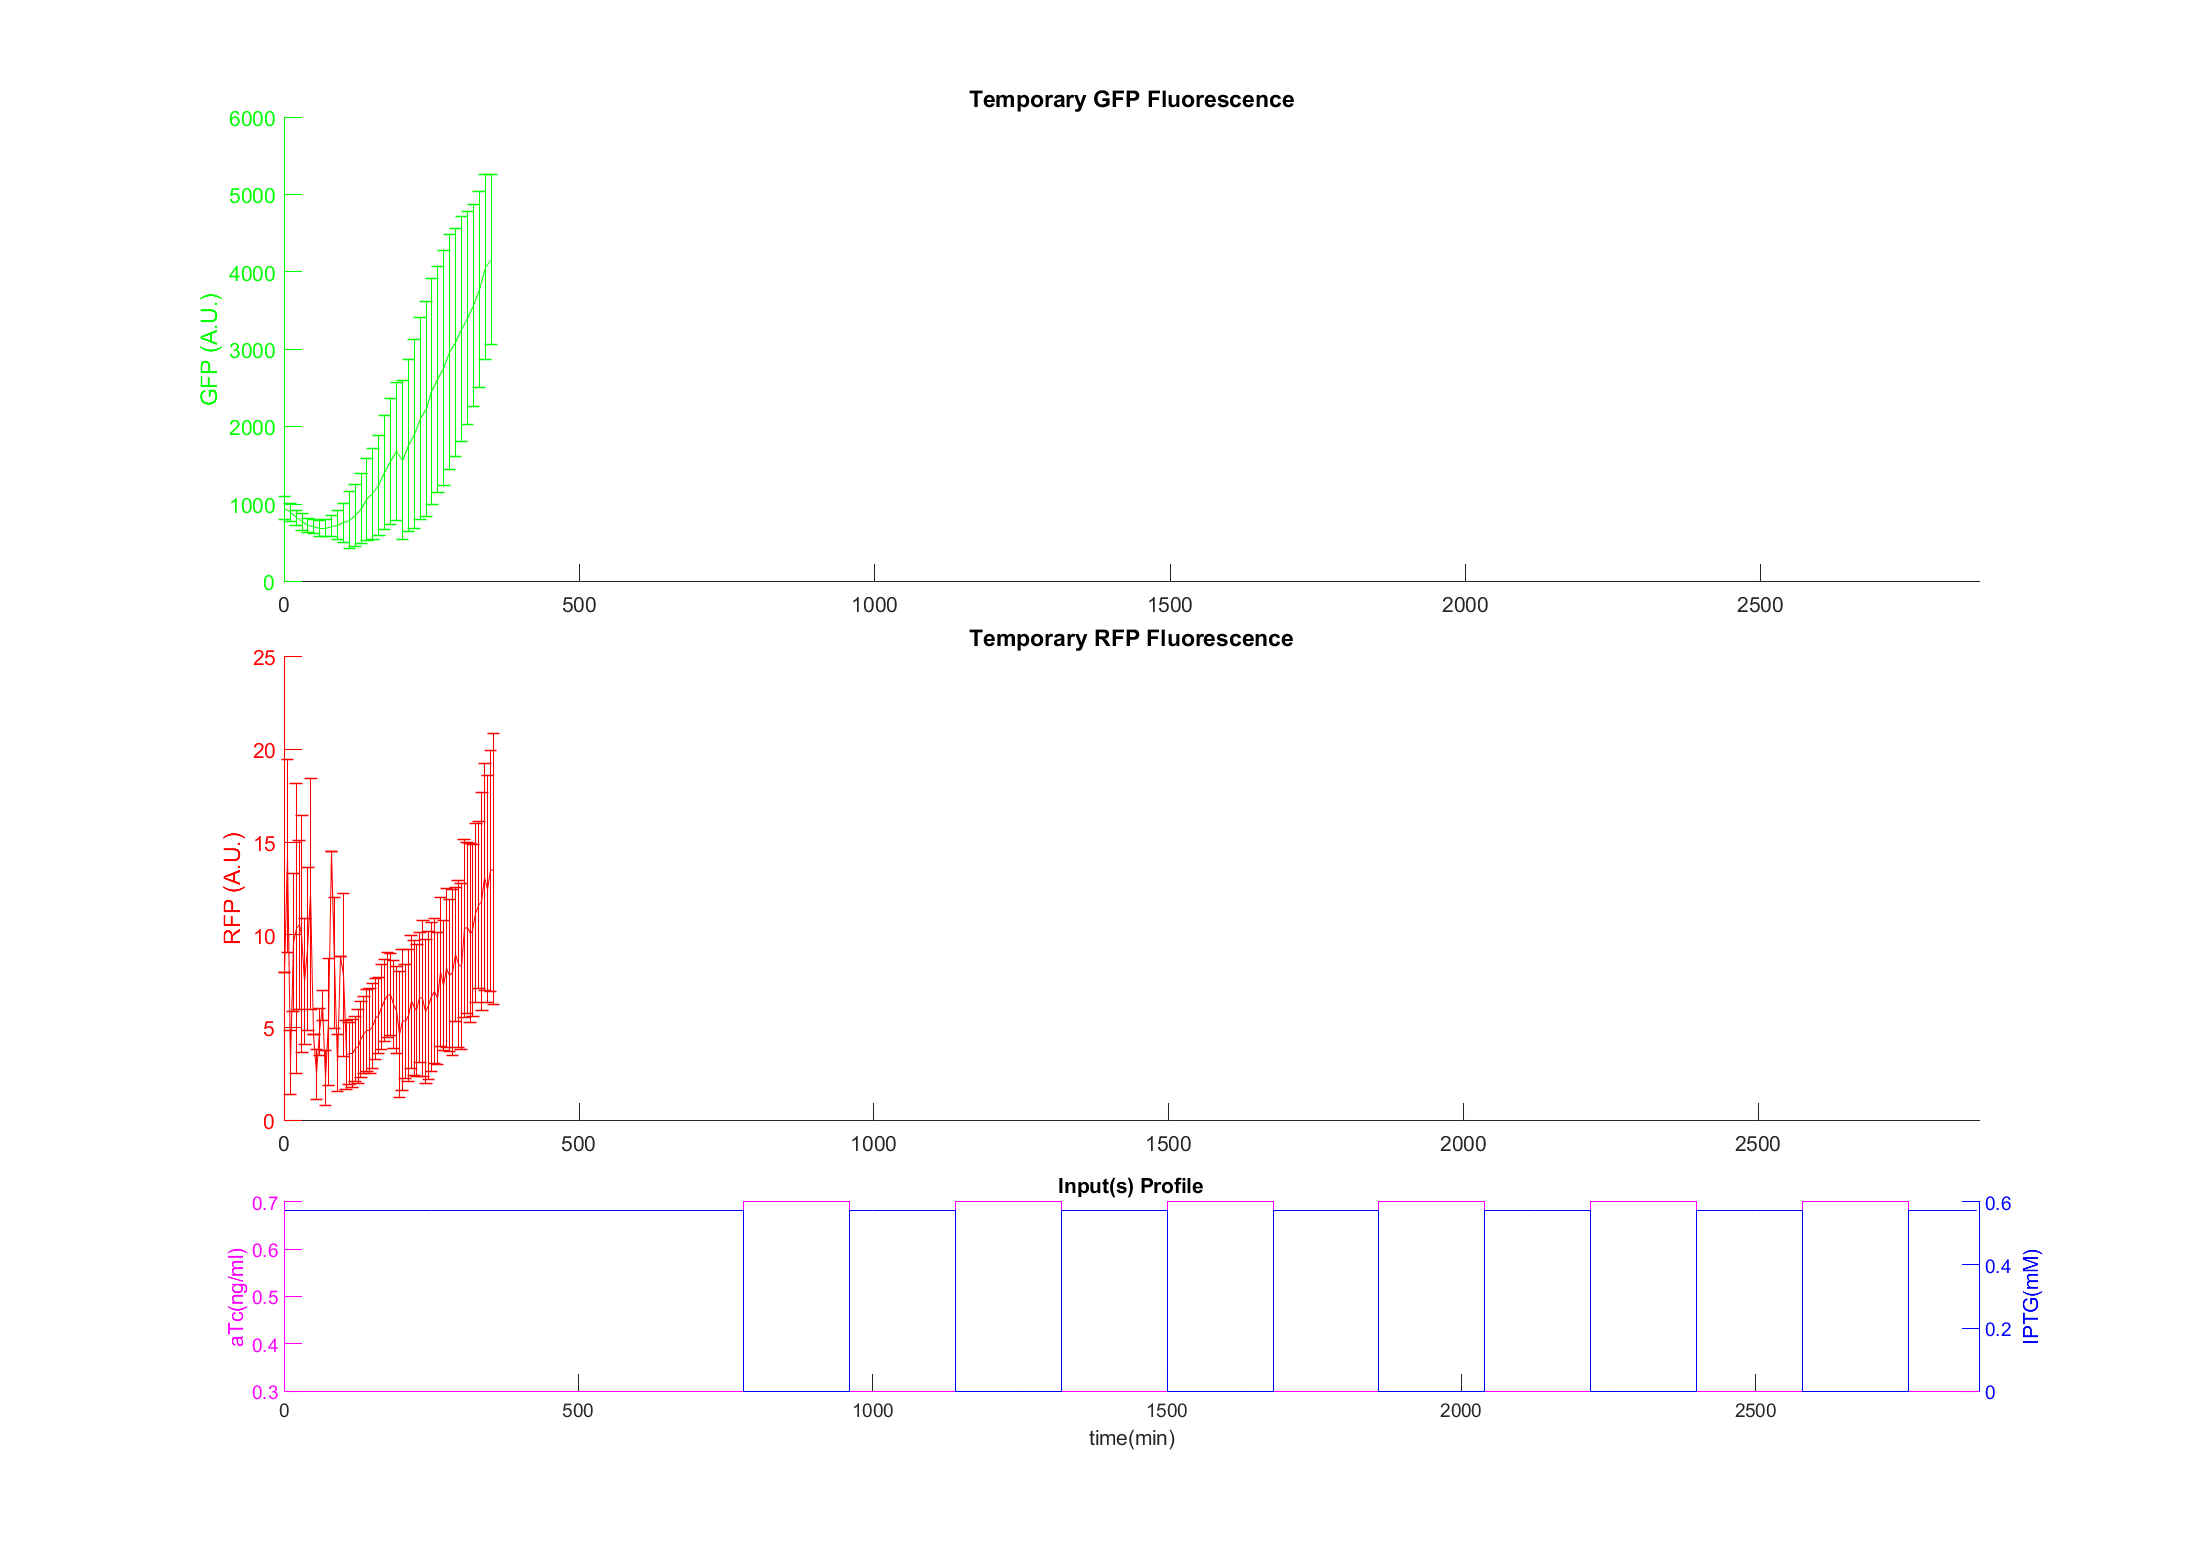 Temporary GFP Fluorescence
6000
5000
4000
3000
2000
1000
0
GFP (A.U.)
0 500 1000 1500 2000 2500
Temporary RFP Fluorescence
25
20
15
10
5
0
RFP (A.U.)
0 500 1000 1500 2000 2500
Input(s) Profile
0.7
0.6
0.5
0.4
0.3
aTc(ng/ml)
0.6
0.4
0.2
0
IPTG(mM)
0 500 1000 1500 2000 2500
time(min)